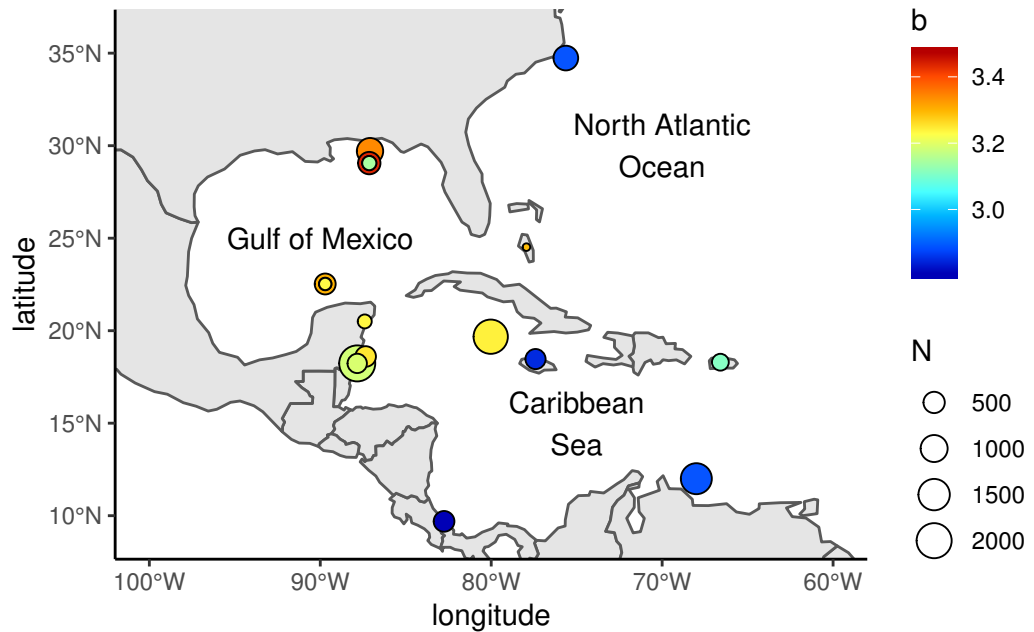 b
3.4
3.2
3.0
35°N
30°N
25°N
20°N
15°N
10°N
latitude
North Atlantic
Ocean
Gulf of Mexico
Caribbean
Sea
N
500
1000
1500
2000
100°W
90°W
80°W
70°W
60°W
longitude